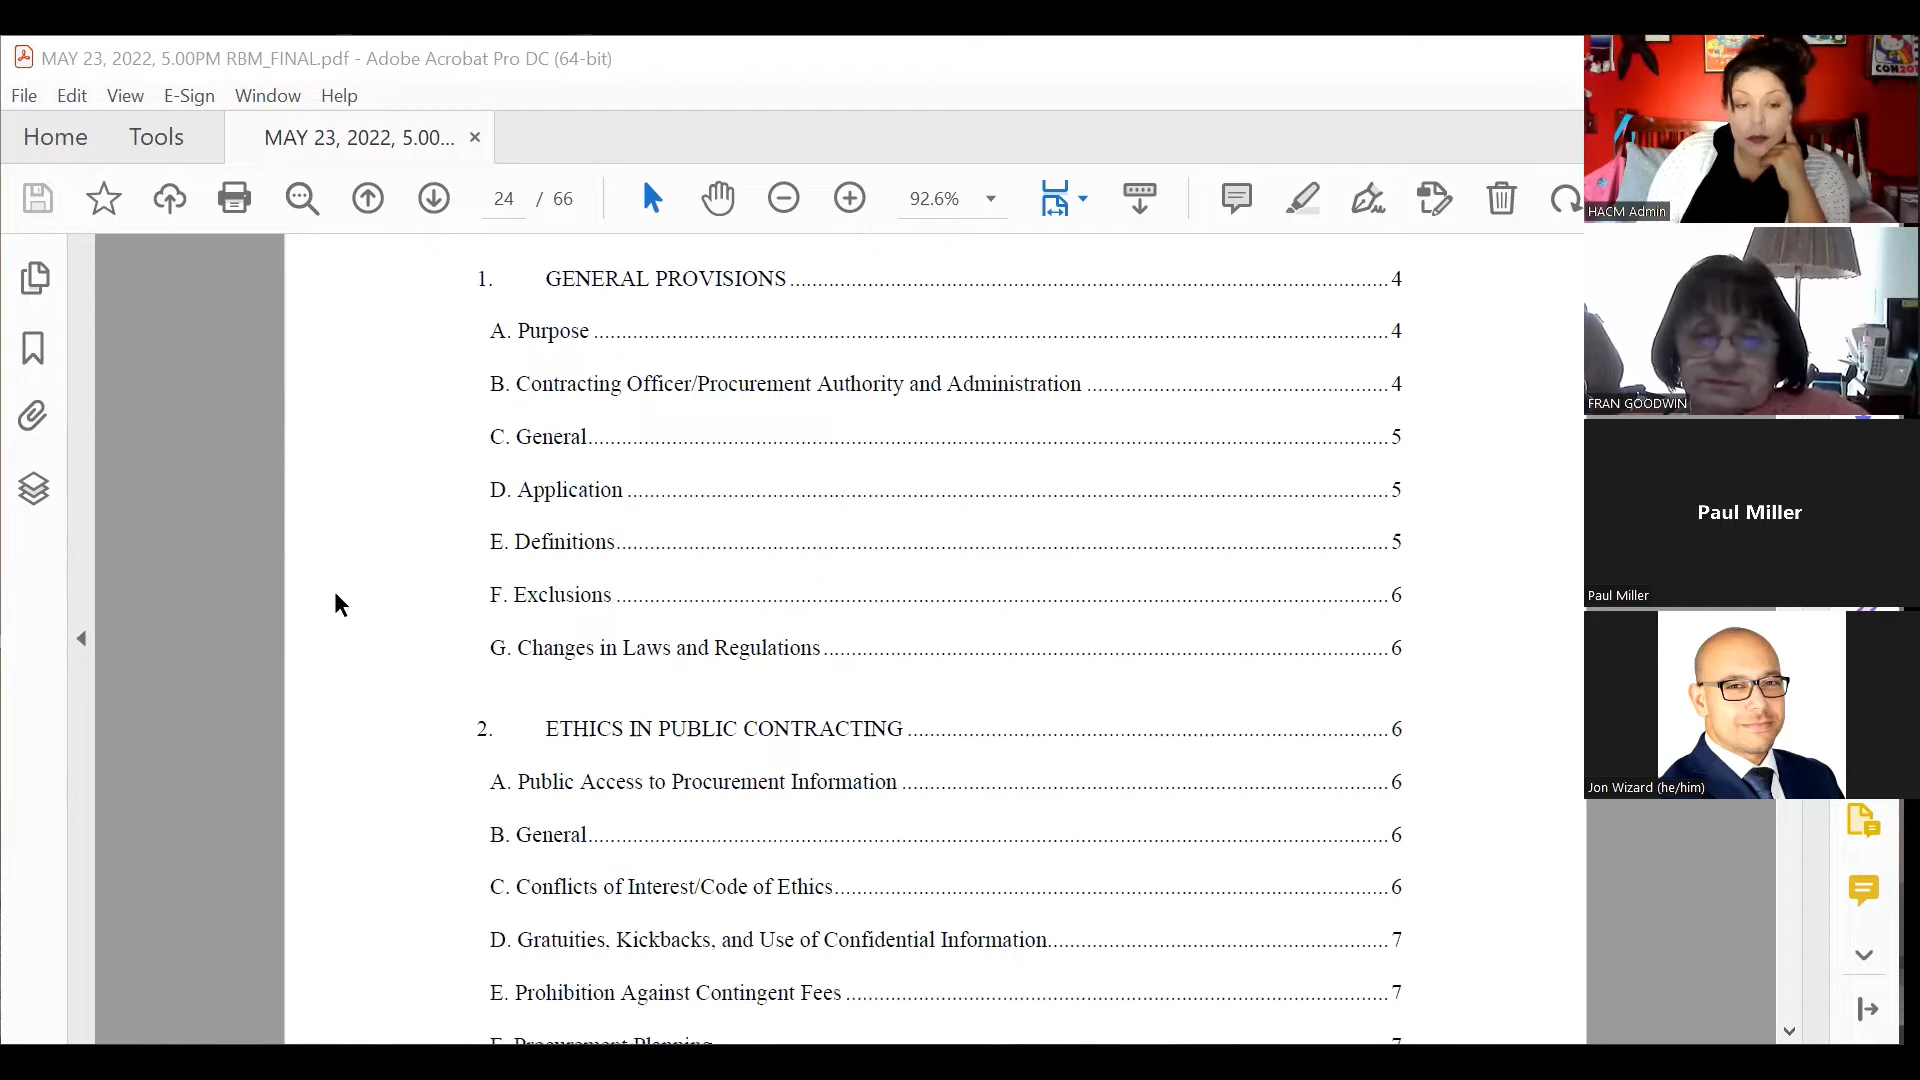 MAY 23, 2022, 5.00PM RBM_FINAL.pdf - Adobe Acrobat Pro DC (64-bit)
File Edit View E-Sign Window Help
Home Tools MAY 23, 2022, 5.00... ×
24 / 66 92.6%
1. GENERAL PROVISIONS 4
A. Purpose 4
B. Contracting Officer/Procurement Authority and Administration 4
C. General 5
D. Application 5
E. Definitions 5
F. Exclusions 6
G. Changes in Laws and Regulations 6
2. ETHICS IN PUBLIC CONTRACTING 6
A. Public Access to Procurement Information 6
B. General 6
C. Conflicts of Interest/Code of Ethics 6
D. Gratuities, Kickbacks, and Use of Confidential Information 7
E. Prohibition Against Contingent Fees 7
F. Procurement Planning 7
CON201
HACM Admin
FRAN GOODWIN
Paul Miller
Paul Miller
Jon Wizard (he/him)